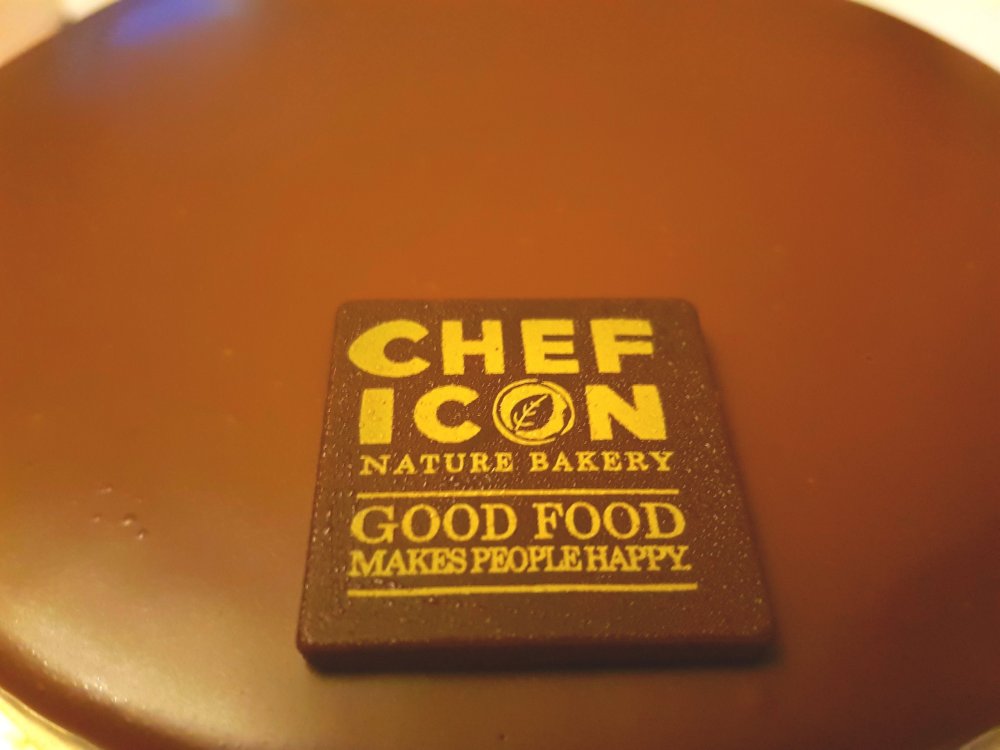 CHEF
ICON
NATURE BAKERY
GOOD FOOD
MAKES PEOPLE HAPPY.